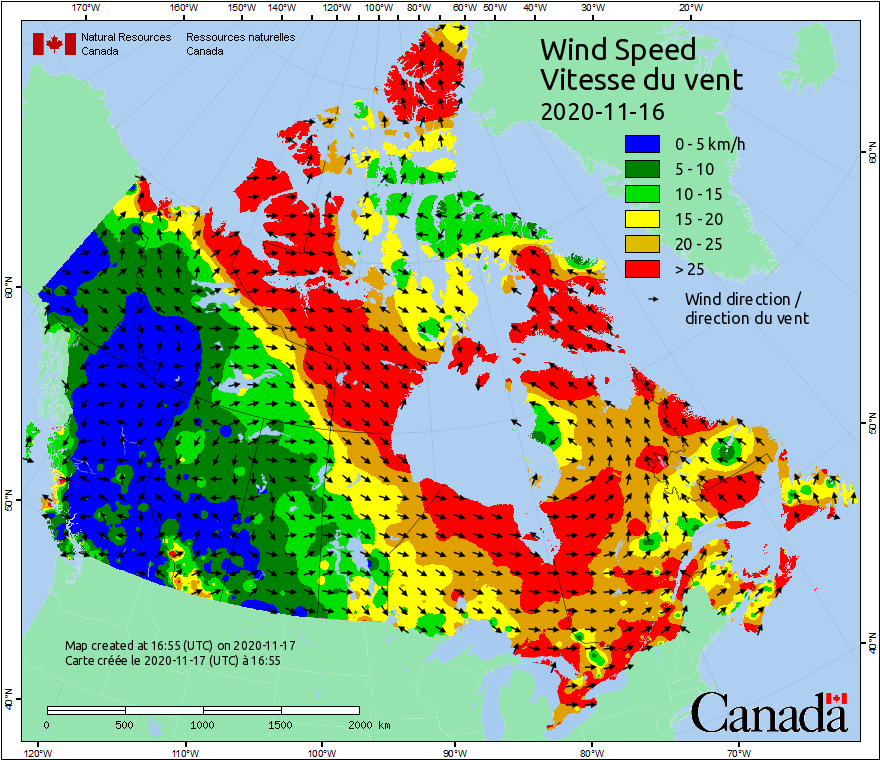 170°W 160°W 150°W 140°W 130°W 120°W 110°W 100°W 80°W 60°W 50°W 40°W 30°W 20°W
Natural Resources Ressources naturelles
Canada Canada
Wind Speed
Vitesse du vent
2020-11-16
0 - 5 km/h
5 - 10
10 - 15
15 - 20
20 - 25
> 25
Wind direction /
direction du vent
60°N
60°N
50°N
50°N
40°N
40°N
Map created at 16:55 (UTC) on 2020-11-17
Carte créée le 2020-11-17 (UTC) à 16:55
0 500 1000 1500 2000 km
Canada
120°W 110°W 100°W 90°W 80°W 70°W